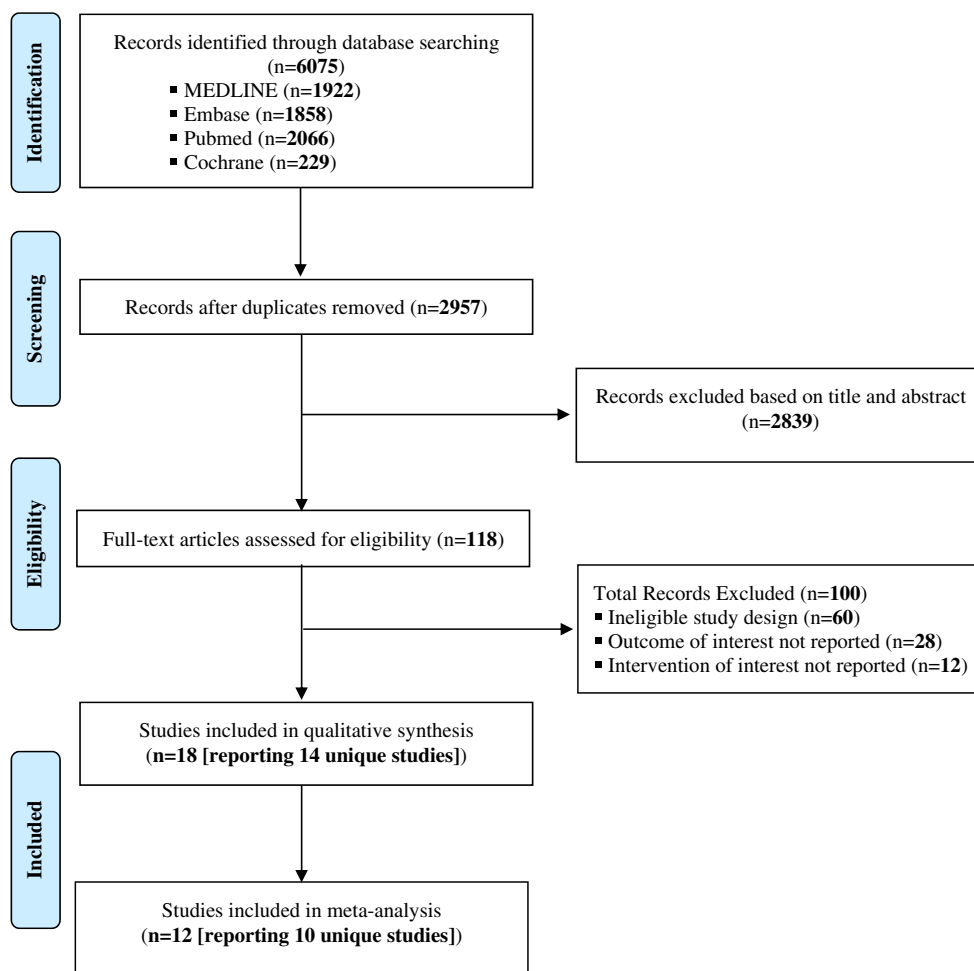 Identification
Records identified through database searching
(n=6075)
▪ MEDLINE (n=1922)
▪ Embase (n=1858)
▪ Pubmed (n=2066)
▪ Cochrane (n=229)
Screening
Records after duplicates removed (n=2957)
Records excluded based on title and abstract
(n=2839)
Eligibility
Full-text articles assessed for eligibility (n=118)
Total Records Excluded (n=100)
▪ Ineligible study design (n=60)
▪ Outcome of interest not reported (n=28)
▪ Intervention of interest not reported (n=12)
Included
Studies included in qualitative synthesis
(n=18 [reporting 14 unique studies])
Studies included in meta-analysis
(n=12 [reporting 10 unique studies])